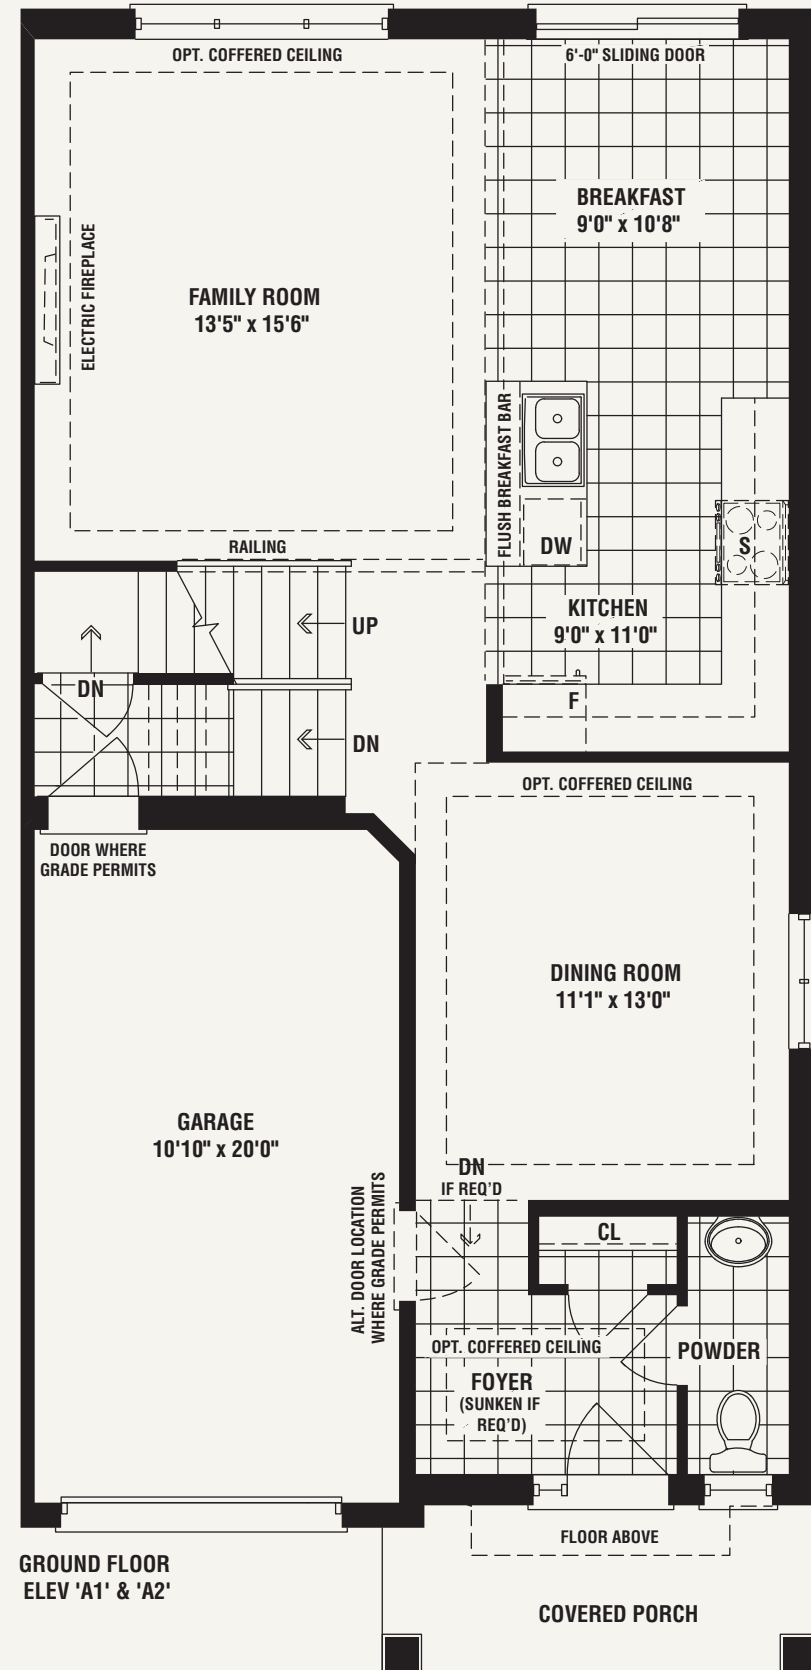 OPT. COFFERED CEILING
6'-0" SLIDING DOOR
BREAKFAST
9'0" x 10'8"
ELECTRIC FIREPLACE
FAMILY ROOM
13'5" x 15'6"
FLUSH BREAKFAST BAR
RAILING
DW
S
KITCHEN
9'0" x 11'0"
UP
DN
F
DN
OPT. COFFERED CEILING
DOOR WHERE
GRADE PERMITS
DINING ROOM
11'1" x 13'0"
GARAGE
10'10" x 20'0"
DN
IF REQ'D
ALT. DOOR LOCATION
WHERE GRADE PERMITS
CL
OPT. COFFERED CEILING
POWDER
FOYER
(SUNKEN IF
REQ'D)
FLOOR ABOVE
GROUND FLOOR
ELEV 'A1' & 'A2'
COVERED PORCH